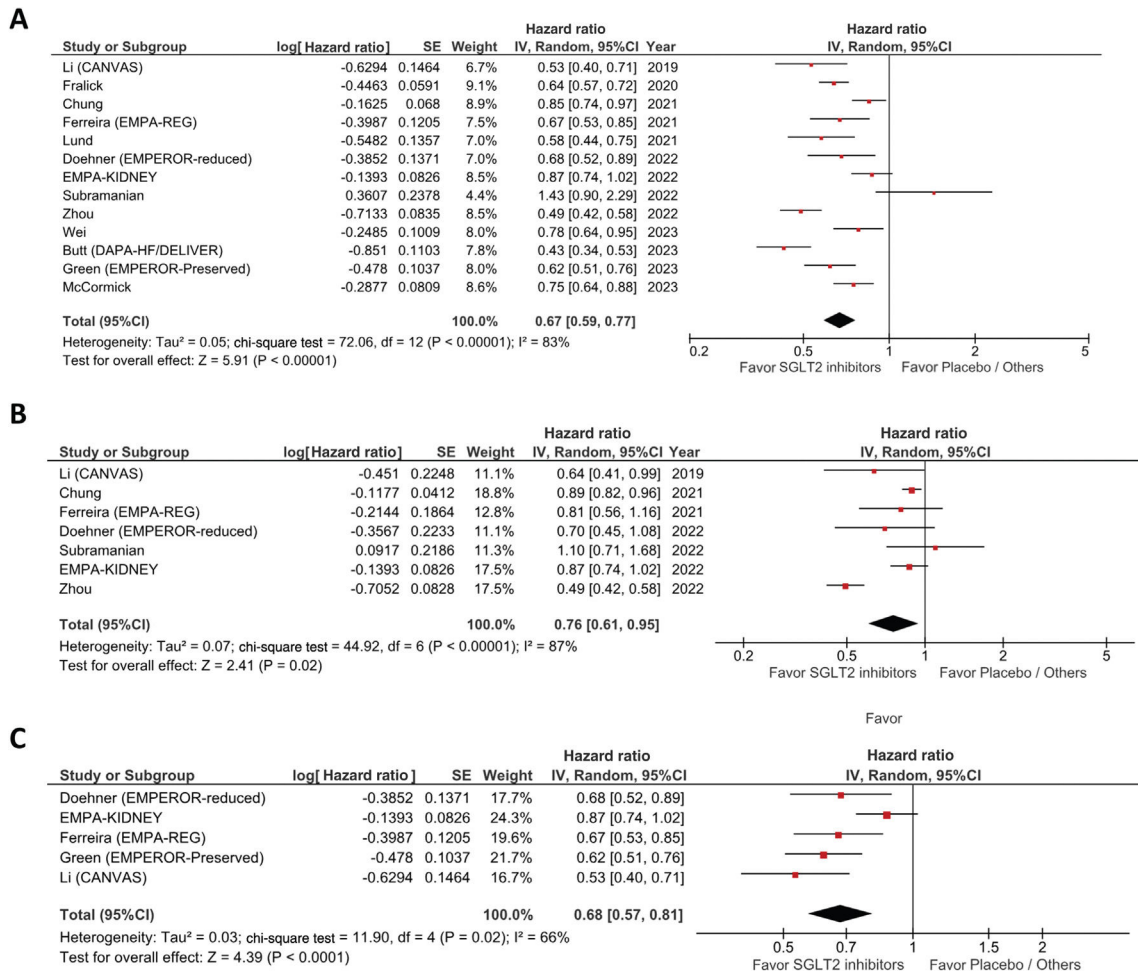 A
Hazard ratio Hazard ratio
Study or Subgroup log[Hazard ratio] SE Weight IV, Random, 95%CI Year IV, Random, 95%CI
Li (CANVAS) -0.6294 0.1464 6.7% 0.53 [0.40, 0.71] 2019
Fralick -0.4463 0.0591 9.1% 0.64 [0.57, 0.72] 2020
Chung -0.1625 0.068 8.9% 0.85 [0.74, 0.97] 2021
Ferreira (EMPA-REG) -0.3987 0.1205 7.5% 0.67 [0.53, 0.85] 2021
Lund -0.5482 0.1357 7.0% 0.58 [0.44, 0.75] 2021
Doehner (EMPEROR-reduced) -0.3852 0.1371 7.0% 0.68 [0.52, 0.89] 2022
EMPA-KIDNEY -0.1393 0.0826 8.5% 0.87 [0.74, 1.02] 2022
Subramanian 0.3607 0.2378 4.4% 1.43 [0.90, 2.29] 2022
Zhou -0.7133 0.0835 8.5% 0.49 [0.42, 0.58] 2022
Wei -0.2485 0.1009 8.0% 0.78 [0.64, 0.95] 2023
Butt (DAPA-HF/DELIVER) -0.851 0.1103 7.8% 0.43 [0.34, 0.53] 2023
Green (EMPEROR-Preserved) -0.478 0.1037 8.0% 0.62 [0.51, 0.76] 2023
McCormick -0.2877 0.0809 8.6% 0.75 [0.64, 0.88] 2023
Total (95%CI) 100.0% 0.67 [0.59, 0.77]
Heterogeneity: Tau² = 0.05; chi-square test = 72.06, df = 12 (P < 0.00001); I² = 83%
Test for overall effect: Z = 5.91 (P < 0.00001)
0.2 0.5 1 2 5
Favor SGLT2 inhibitors Favor Placebo / Others
B
Hazard ratio Hazard ratio
Study or Subgroup log[Hazard ratio] SE Weight IV, Random, 95%CI Year IV, Random, 95%CI
Li (CANVAS) -0.451 0.2248 11.1% 0.64 [0.41, 0.99] 2019
Chung -0.1177 0.0412 18.8% 0.89 [0.82, 0.96] 2021
Ferreira (EMPA-REG) -0.2144 0.1864 12.8% 0.81 [0.56, 1.16] 2021
Doehner (EMPEROR-reduced) -0.3567 0.2233 11.1% 0.70 [0.45, 1.08] 2022
Subramanian 0.0917 0.2186 11.3% 1.10 [0.71, 1.68] 2022
EMPA-KIDNEY -0.1393 0.0826 17.5% 0.87 [0.74, 1.02] 2022
Zhou -0.7052 0.0828 17.5% 0.49 [0.42, 0.58] 2022
Total (95%CI) 100.0% 0.76 [0.61, 0.95]
Heterogeneity: Tau² = 0.07; chi-square test = 44.92, df = 6 (P < 0.00001); I² = 87%
Test for overall effect: Z = 2.41 (P = 0.02)
0.2 0.5 1 2 5
Favor SGLT2 inhibitors Favor Placebo / Others
Favor
C
Hazard ratio Hazard ratio
Study or Subgroup log[Hazard ratio] SE Weight IV, Random, 95%CI IV, Random, 95%CI
Doehner (EMPEROR-reduced) -0.3852 0.1371 17.7% 0.68 [0.52, 0.89]
EMPA-KIDNEY -0.1393 0.0826 24.3% 0.87 [0.74, 1.02]
Ferreira (EMPA-REG) -0.3987 0.1205 19.6% 0.67 [0.53, 0.85]
Green (EMPEROR-Preserved) -0.478 0.1037 21.7% 0.62 [0.51, 0.76]
Li (CANVAS) -0.6294 0.1464 16.7% 0.53 [0.40, 0.71]
Total (95%CI) 100.0% 0.68 [0.57, 0.81]
Heterogeneity: Tau² = 0.03; chi-square test = 11.90, df = 4 (P = 0.02); I² = 66%
Test for overall effect: Z = 4.39 (P < 0.0001)
0.5 0.7 1 1.5 2
Favor SGLT2 inhibitors Favor Placebo / Others